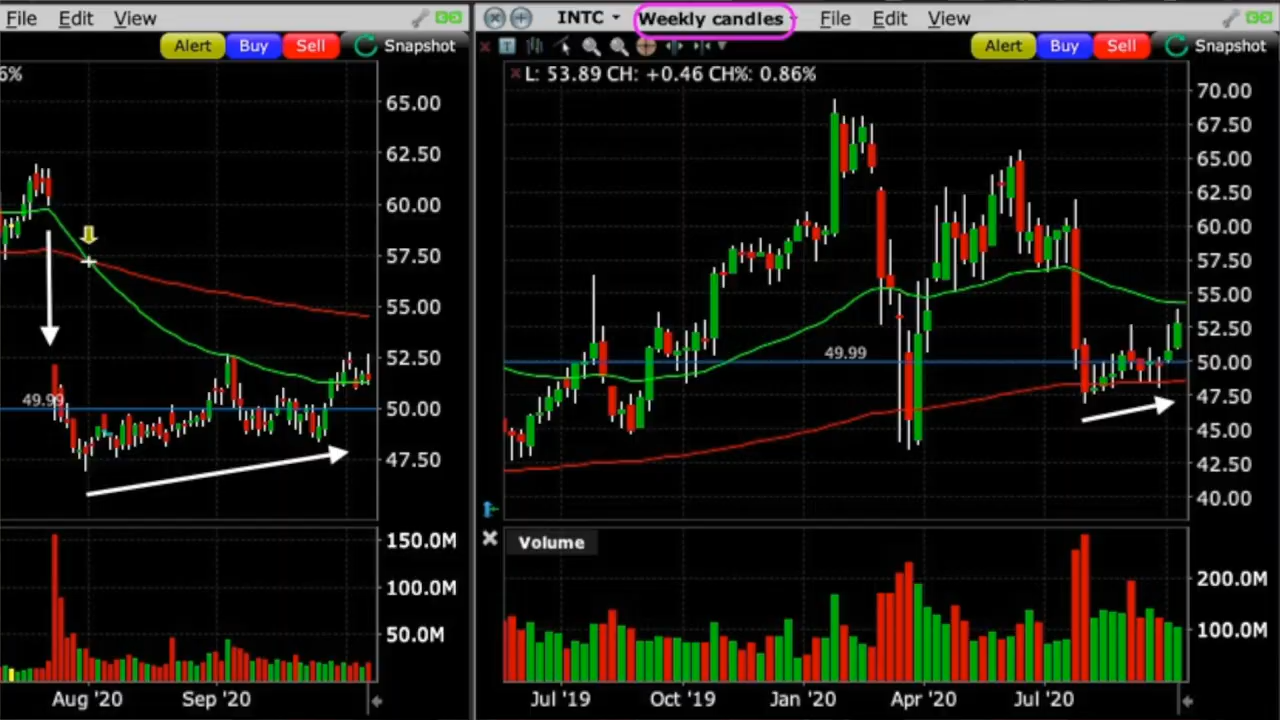 File Edit View
Alert Buy Sell Snapshot
6%
65.00
62.50
60.00
57.50
55.00
52.50
50.00
47.50
49.99
150.0M
100.0M
50.0M
Aug '20 Sep '20
INTC Weekly candles File Edit View
T
Alert Buy Sell Snapshot
L: 53.89 CH: +0.46 CH%: 0.86%
70.00
67.50
65.00
62.50
60.00
57.50
55.00
52.50
50.00
47.50
45.00
42.50
40.00
49.99
Volume
200.0M
100.0M
Jul '19 Oct '19 Jan '20 Apr '20 Jul '20